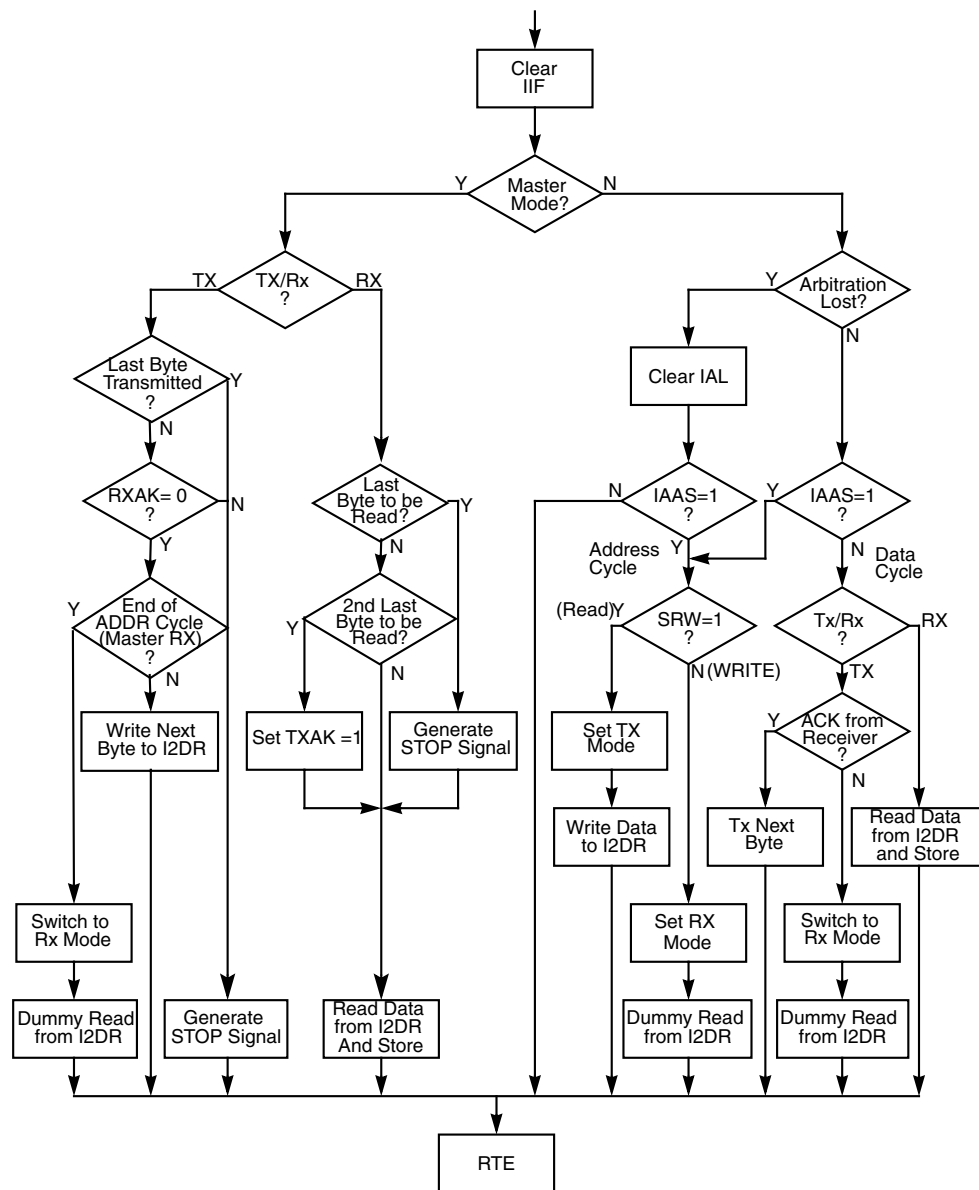 Clear
IIF
Y
Master
Mode?
N
TX
TX/Rx
?
RX
Y
Arbitration
Lost?
N
Last Byte
Transmitted
?
Y
N
Clear IAL
RXAK= 0
?
N
Y
Last
Byte to be
Read?
Y
N
N
IAAS=1
?
Y
Y
IAAS=1
?
N
Address
Cycle
Data
Cycle
Y
End of
ADDR Cycle
(Master RX)
?
N
Y
2nd Last
Byte to be
Read?
N
(Read)
Y
SRW=1
?
N
(WRITE)
Tx/Rx
?
RX
TX
Write Next
Byte to I2DR
Set TXAK =1
Generate
STOP Signal
Set TX
Mode
Y
ACK from
Receiver
?
N
Write Data
to I2DR
Tx Next
Byte
Read Data
from I2DR
and Store
Switch to
Rx Mode
Set RX
Mode
Switch to
Rx Mode
Dummy Read
from I2DR
Generate
STOP Signal
Read Data
from I2DR
And Store
Dummy Read
from I2DR
Dummy Read
from I2DR
RTE